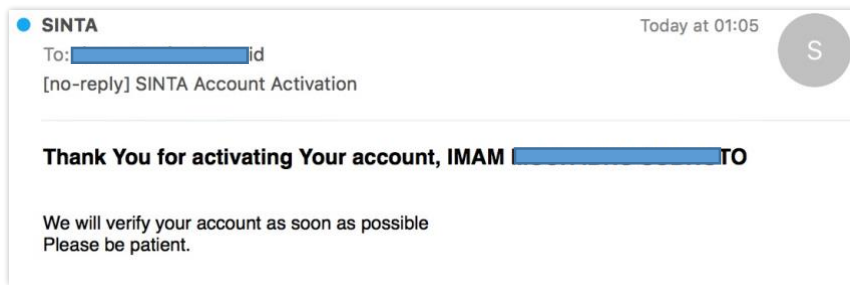 SINTA
Today at 01:05
S
To: id
[no-reply] SINTA Account Activation
Thank You for activating Your account, IMAM TO
We will verify your account as soon as possible
Please be patient.